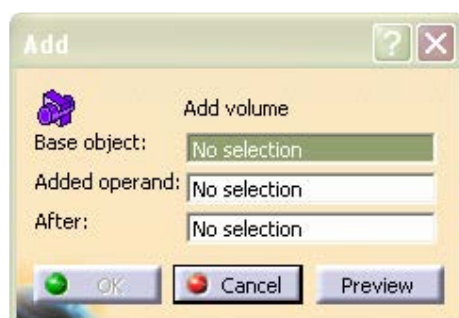 Add
Add volume
Base object: No selection
Added operand: No selection
After: No selection
OK Cancel Preview